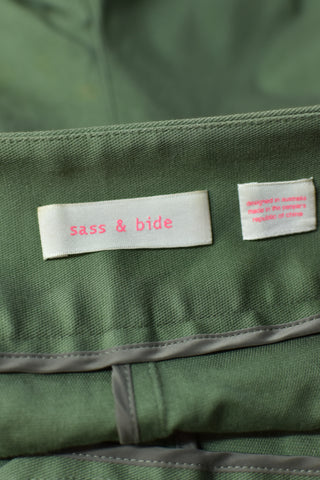 sass & bide
designed in australia
made in the people's
republic of china